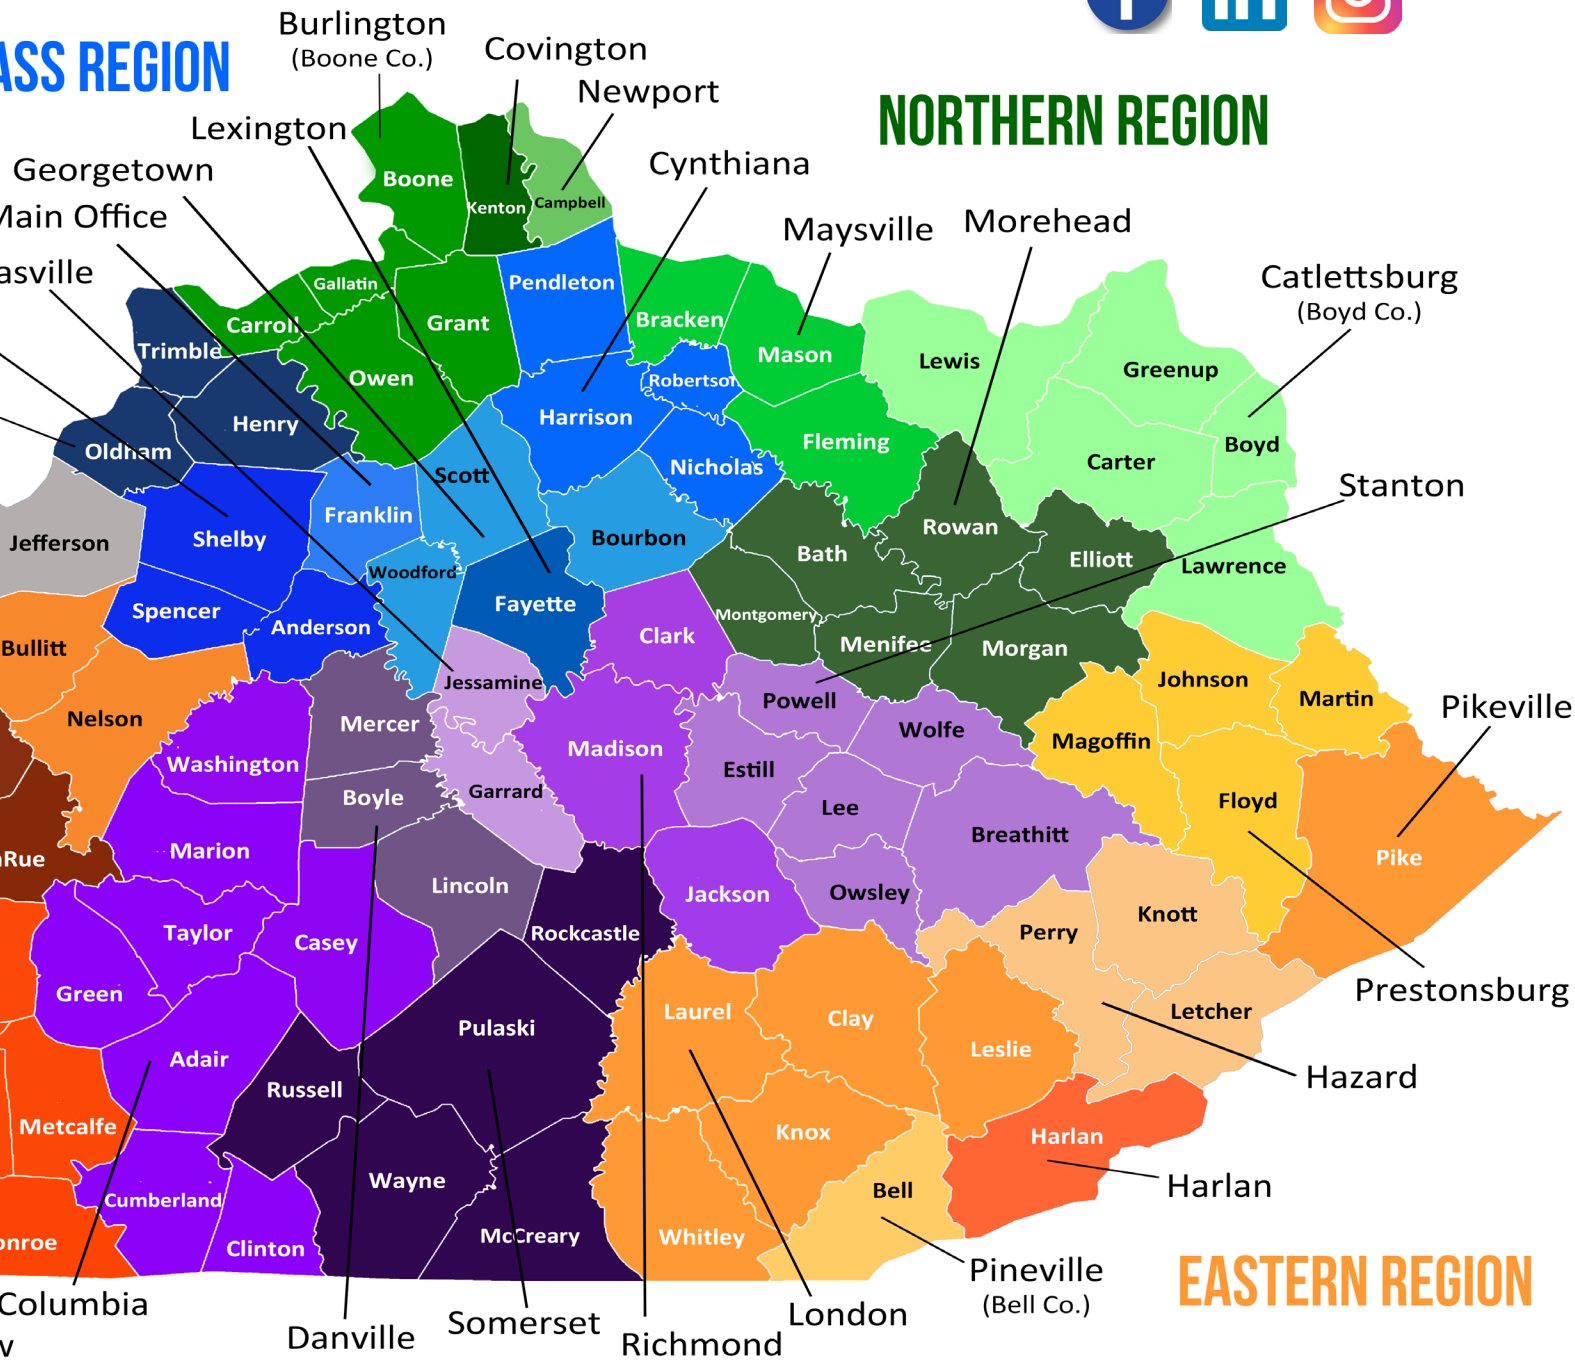 Burlington
(Boone Co.)
Covington
ASS REGION
Newport
NORTHERN REGION
Lexington
Cynthiana
Georgetown
Boone
Kenton
Campbell
Main Office
Maysville
Morehead
asville
Catlettsburg
(Boyd Co.)
Gallatin
Pendleton
Carroll
Grant
Bracken
Trimble
Mason
Lewis
Greenup
Owen
Robertson
Harrison
Henry
Oldham
Fleming
Boyd
Scott
Nicholas
Carter
Stanton
Franklin
Rowan
Jefferson
Shelby
Bourbon
Bath
Elliott
Woodford
Lawrence
Fayette
Spencer
Anderson
Clark
Montgomery
Menifee
Morgan
Bullitt
Jessamine
Johnson
Powell
Martin
Pikeville
Nelson
Mercer
Wolfe
Magoffin
Madison
Washington
Estill
Garrard
Boyle
Lee
Floyd
Breathitt
Marion
aRue
Pike
Lincoln
Jackson
Owsley
Knott
Taylor
Casey
Rockcastle
Perry
Green
Prestonsburg
Laurel
Clay
Letcher
Pulaski
Adair
Leslie
Hazard
Russell
Metcalfe
Knox
Harlan
Wayne
Harlan
Cumberland
Bell
onroe
Clinton
McCreary
Whitley
Pineville
(Bell Co.)
EASTERN REGION
Columbia
London
Danville
Somerset
Richmond
w